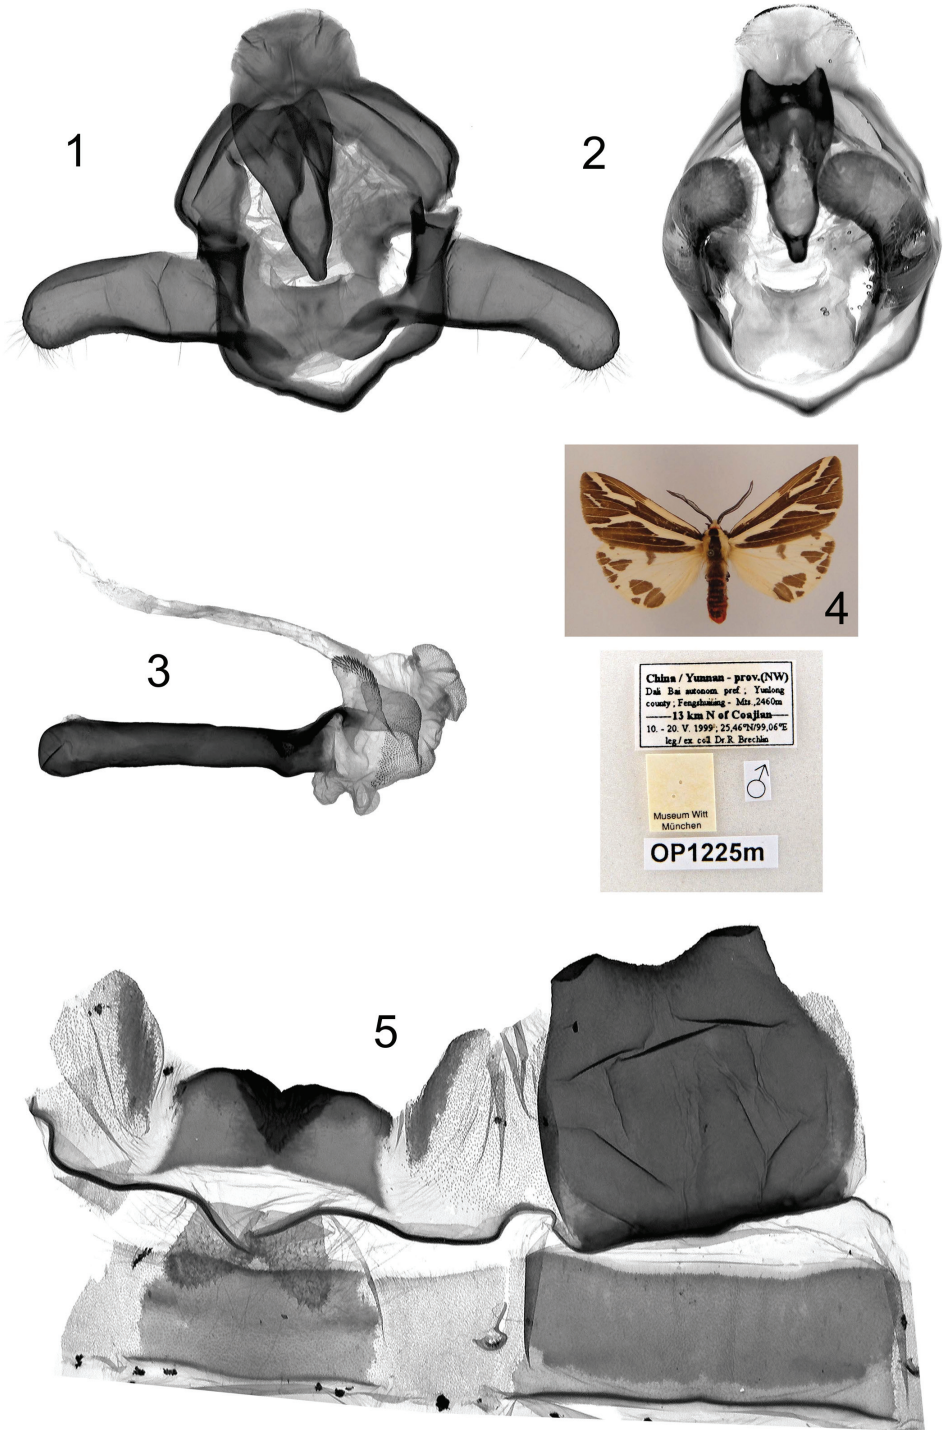 1
2
3
4
China / Yunnan - prov.(NW)
Dali Bai autonom. pref.; Yunlong
county; Fengshuining - Mts., 2460m
13 km N of Coajian
10. - 20. V. 1999; 25,46°N/99,06°E
leg/ ex. coll. Dr. R. Brechlin
♂
Museum Witt
München
OP1225m
5